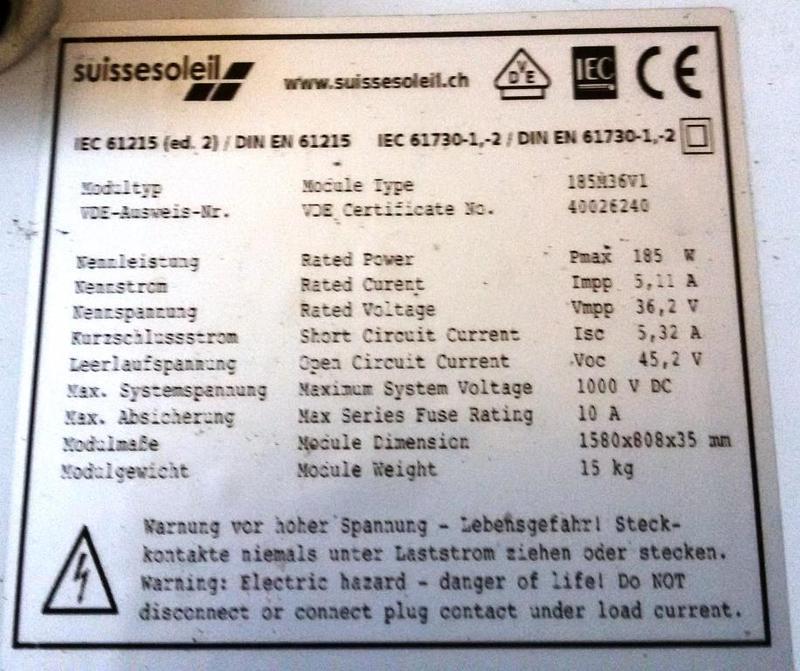 suissesoleil www.suissesoleil.ch VDE IEC CE
IEC 61215 (ed. 2) / DIN EN 61215 IEC 61730-1,-2 / DIN EN 61730-1,-2
Modultyp Module Type 185M36V1
VDE-Ausweis-Nr. VDE Certificate No. 40026240
Nennleistung Rated Power Pmax 185 W
Nennstrom Rated Curent Impp 5,11 A
Nennspannung Rated Voltage Vmpp 36,2 V
Kurzschlussstrom Short Circuit Current Isc 5,32 A
Leerlaufspannung Open Circuit Current Voc 45,2 V
Max. Systemspannung Maximum System Voltage 1000 V DC
Max. Absicherung Max Series Fuse Rating 10 A
Modulmaße Module Dimension 1580x808x35 mm
Modulgewicht Module Weight 15 kg
Warnung vor hoher Spannung - Lebensgefahr! Steck-
kontakte niemals unter Laststrom ziehen oder stecken.
Warning: Electric hazard - danger of life! Do NOT
disconnect or connect plug contact under load current.